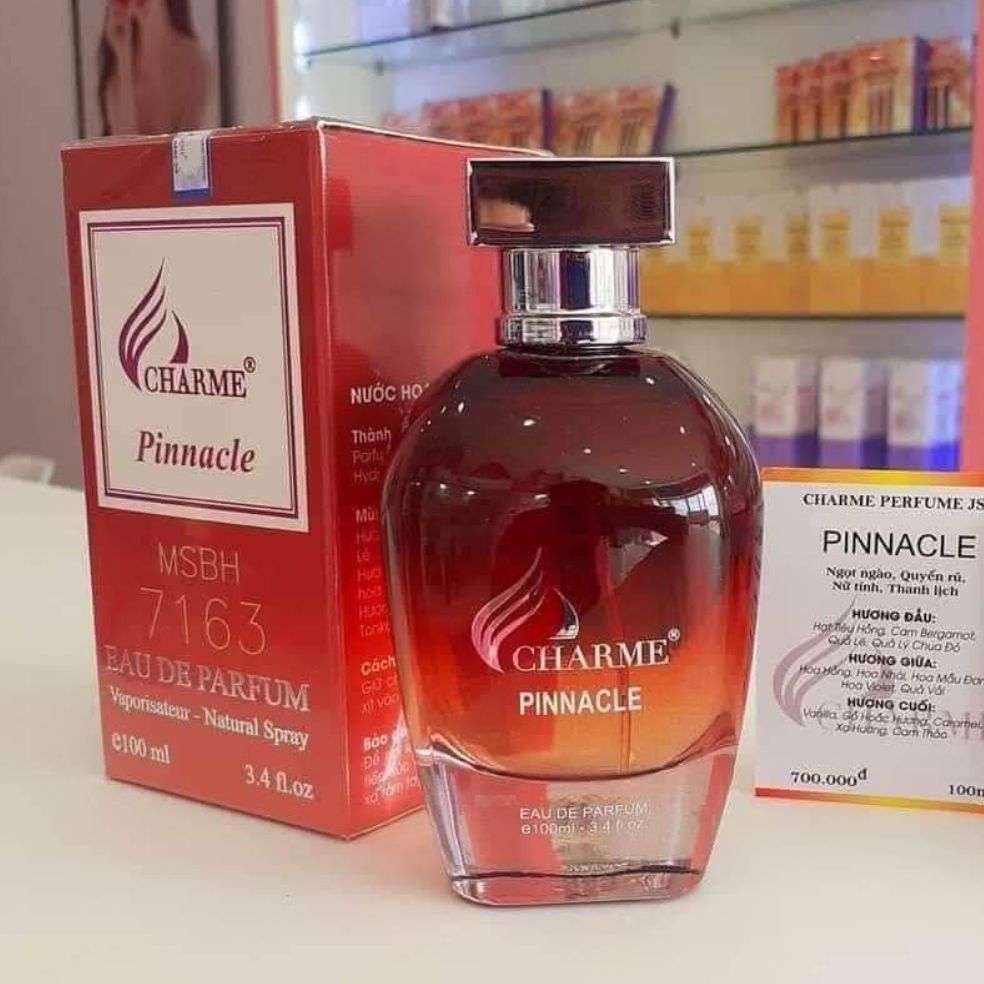 CHARME®
Pinnacle
MSBH
7163
EAU DE PARFUM
Vaporisateur - Natural Spray
e100 ml
3.4 fl.oz
NƯỚC
Thành
Mùi
Lê
Cách
Bảo
CHARME®
PINNACLE
EAU DE PARFUM
e100ml - 3.4 fl.oz
CHARME PERFUME
PINNACLE
Ngọt ngào, Quyến rũ,
Nữ tính, Thanh lịch
HƯƠNG ĐẦU:
Hạt Tiêu Hồng, Cam Bergamot,
Quả Lê, Quả Lý Chua Đỏ
HƯƠNG GIỮA:
Hoa Hồng, Hoa Nhài, Hoa Mẫu Đơn
Hoa Violet, Quả Vải
HƯƠNG CUỐI:
Vanilla, Gỗ Hoắc Hương, Caramel,
Xạ Hương, Cam Thảo
700.000đ